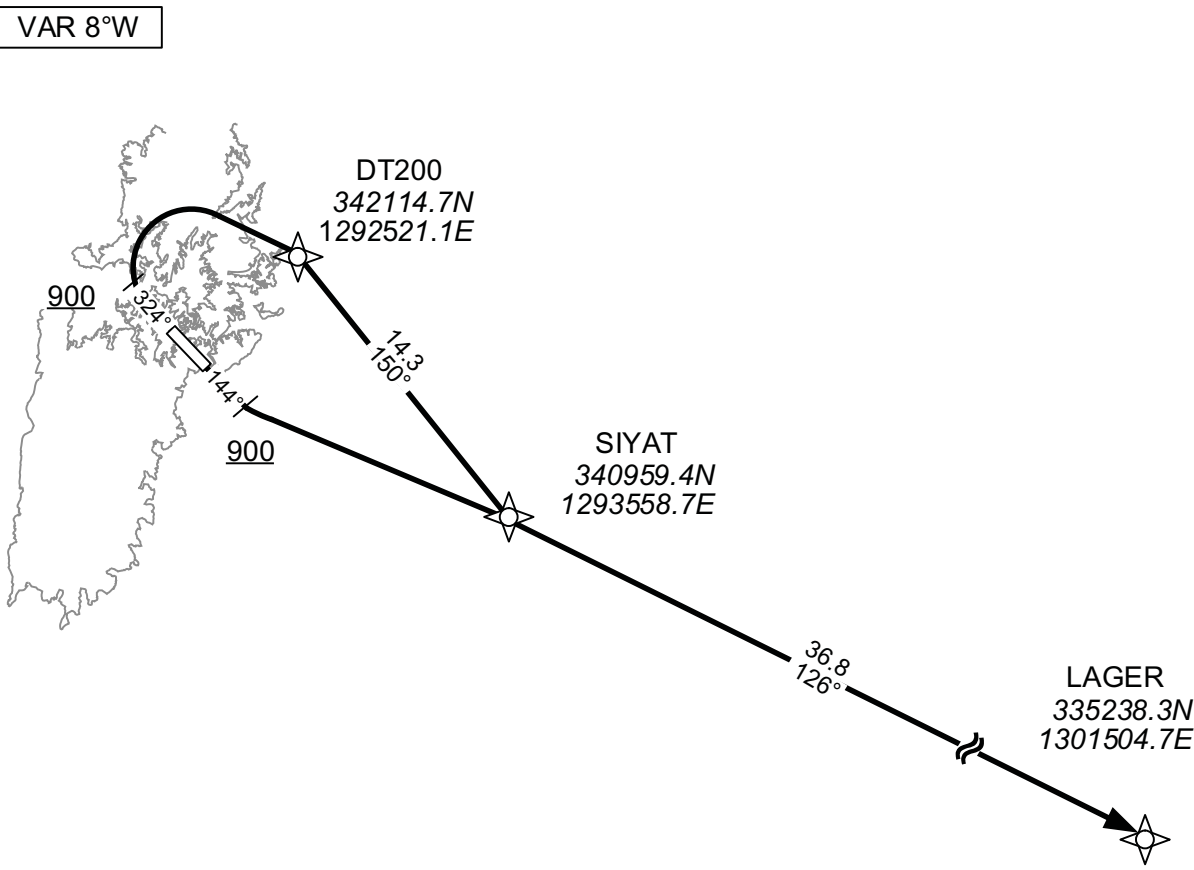 VAR 8°W
DT200
342114.7N
1292521.1E
900
324°
144°
900
14.3
150°
SIYAT
340959.4N
1293558.7E
36.8
126°
LAGER
335238.3N
1301504.7E